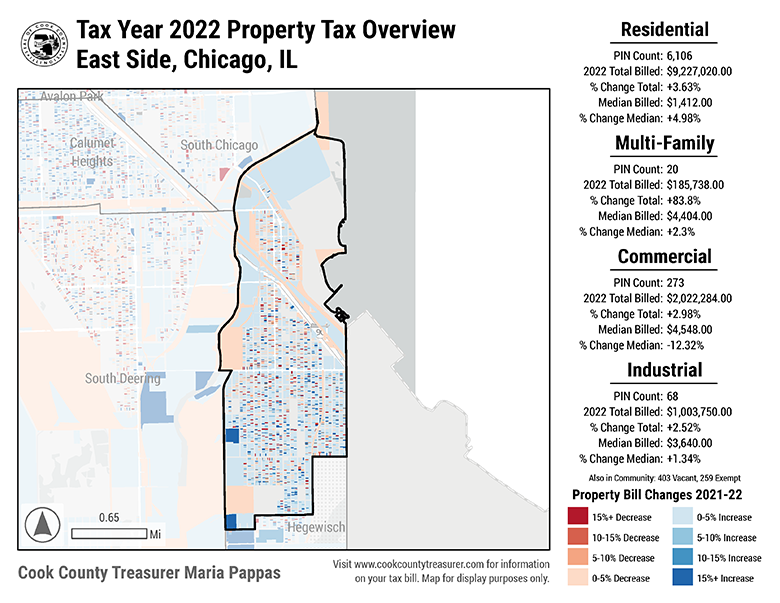 Tax Year 2022 Property Tax Overview
East Side, Chicago, IL
Avalon Park
Calumet
Heights
South Chicago
90
South Deering
Hegewisch
0.65
Mi
Cook County Treasurer Maria Pappas
Visit www.cookcountytreasurer.com for information
on your tax bill. Map for display purposes only.
Residential
PIN Count: 6,106
2022 Total Billed: $9,227,020.00
% Change Total: +3.63%
Median Billed: $1,412.00
% Change Median: +4.98%
Multi-Family
PIN Count: 20
2022 Total Billed: $185,738.00
% Change Total: +83.8%
Median Billed: $4,404.00
% Change Median: +2.3%
Commercial
PIN Count: 273
2022 Total Billed: $2,022,284.00
% Change Total: +2.98%
Median Billed: $4,548.00
% Change Median: -12.32%
Industrial
PIN Count: 68
2022 Total Billed: $1,003,750.00
% Change Total: +2.52%
Median Billed: $3,640.00
% Change Median: +1.34%
Also in Community: 403 Vacant, 259 Exempt
Property Bill Changes 2021-22
15%+ Decrease
10-15% Decrease
5-10% Decrease
0-5% Decrease
0-5% Increase
5-10% Increase
10-15% Increase
15%+ Increase